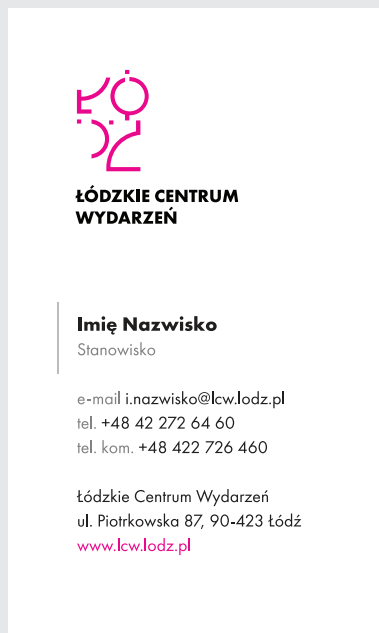 ŁÓDZKIE CENTRUM
WYDARZEŃ
Imię Nazwisko
Stanowisko
e-mail i.nazwisko@lcw.lodz.pl
tel. +48 42 272 64 60
tel. kom. +48 422 726 460
Łódzkie Centrum Wydarzeń
ul. Piotrkowska 87, 90-423 Łódź
www.lcw.lodz.pl